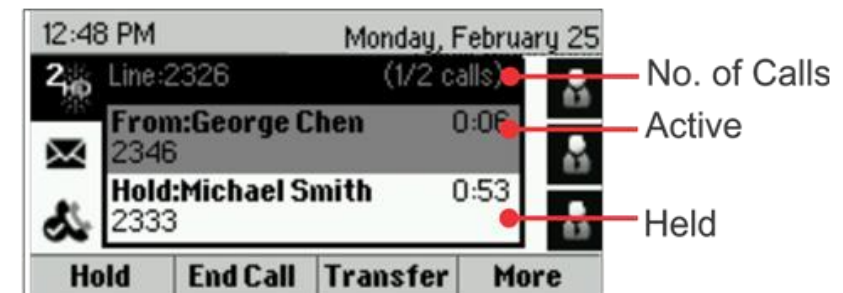 12:48 PM Monday, February 25
2 HD Line:2326 (1/2 calls) No. of Calls
From:George Chen 0:06 Active
2346
Hold:Michael Smith 0:53
2333 Held
Hold End Call Transfer More